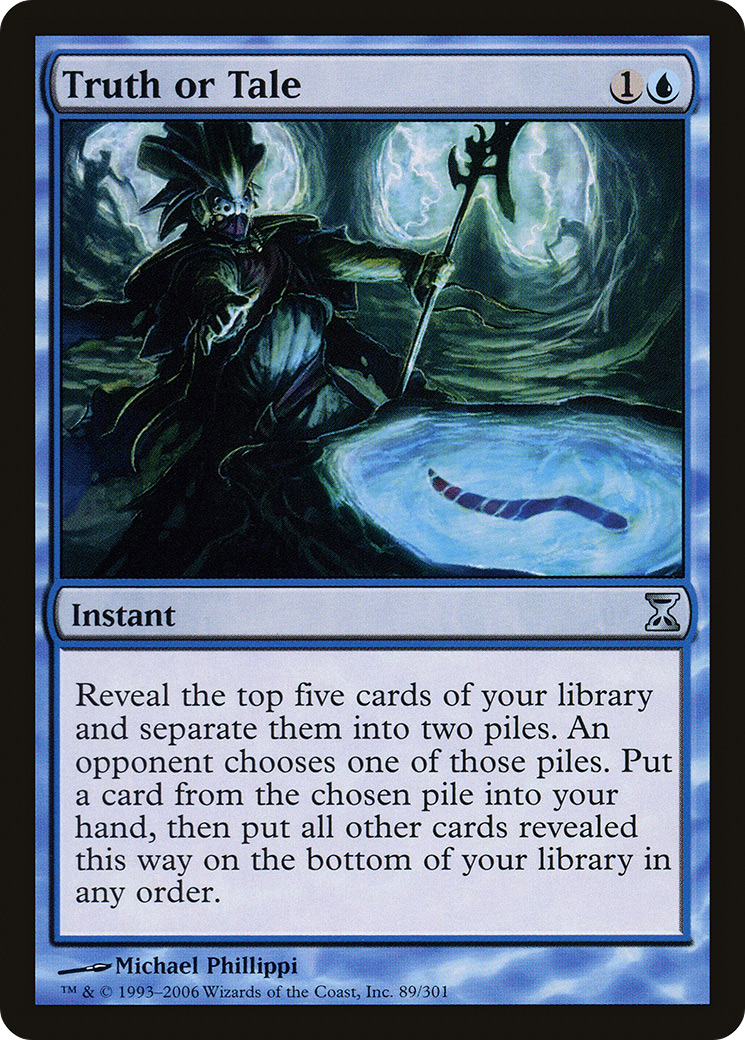 Truth or Tale
1
Instant
Reveal the top five cards of your library
and separate them into two piles. An
opponent chooses one of those piles. Put
a card from the chosen pile into your
hand, then put all other cards revealed
this way on the bottom of your library in
any order.
Michael Phillippi
™ & © 1993–2006 Wizards of the Coast, Inc. 89/301